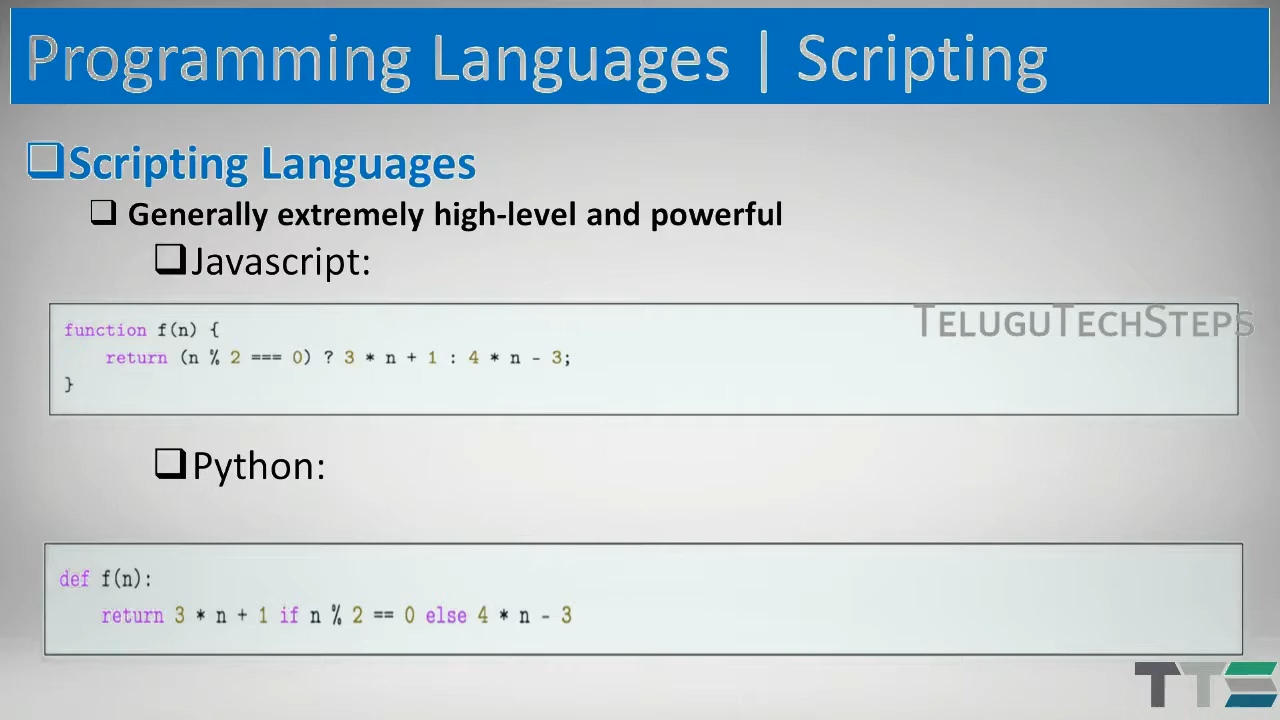 Programming Languages | Scripting
Scripting Languages
Generally extremely high-level and powerful
Javascript:
TELUGUTECHSTEPS
function f(n) {
    return (n % 2 === 0) ? 3 * n + 1 : 4 * n - 3;
}
Python:
def f(n):
    return 3 * n + 1 if n % 2 == 0 else 4 * n - 3
TTS